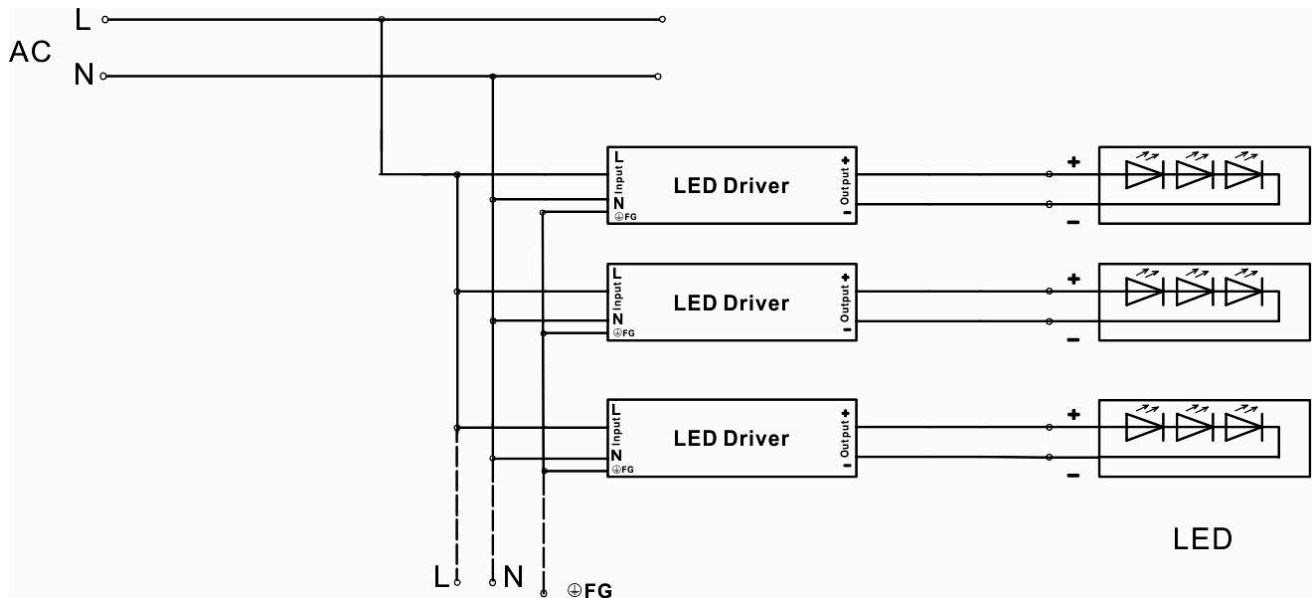 L
AC
N
L
Input
N
⏚FG
LED Driver
+
Output
-
+
-
L
Input
N
⏚FG
LED Driver
+
Output
-
+
-
L
Input
N
⏚FG
LED Driver
+
Output
-
+
-
LED
L
N
⏚FG